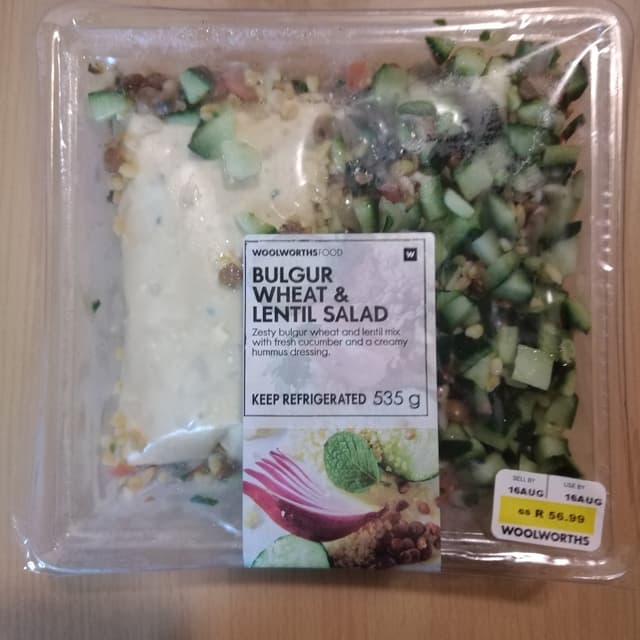 WOOLWORTHSFOOD W
BULGUR
WHEAT &
LENTIL SALAD
Zesty bulgur wheat and lentil mix
with fresh cucumber and a creamy
hummus dressing.
KEEP REFRIGERATED 535 g
SELL BY USE BY
16AUG 16AUG
R 56.99
WOOLWORTHS